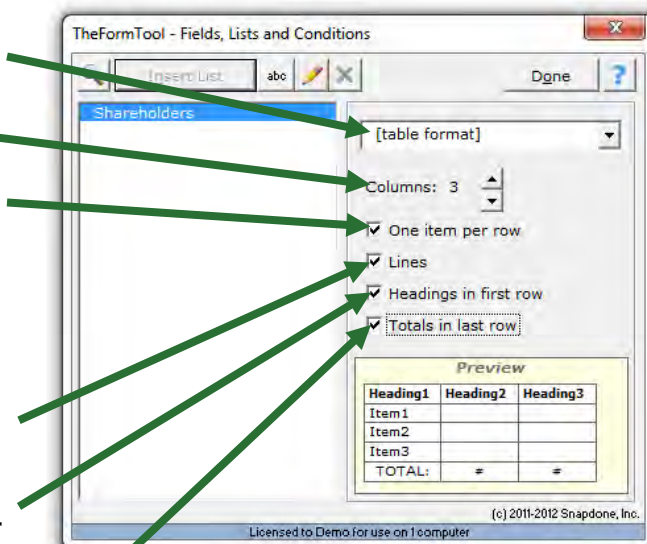 TheFormTool - Fields, Lists and Conditions
Insert List
abc
Done
?
Shareholders
[table format]
Columns: 3
One item per row
Lines
Headings in first row
Totals in last row
Preview
Heading1 Heading2 Heading3
Item1
Item2
Item3
TOTAL: # #
(c) 2011-2012 Snapdone, Inc.
Licensed to Demo for use on 1 computer